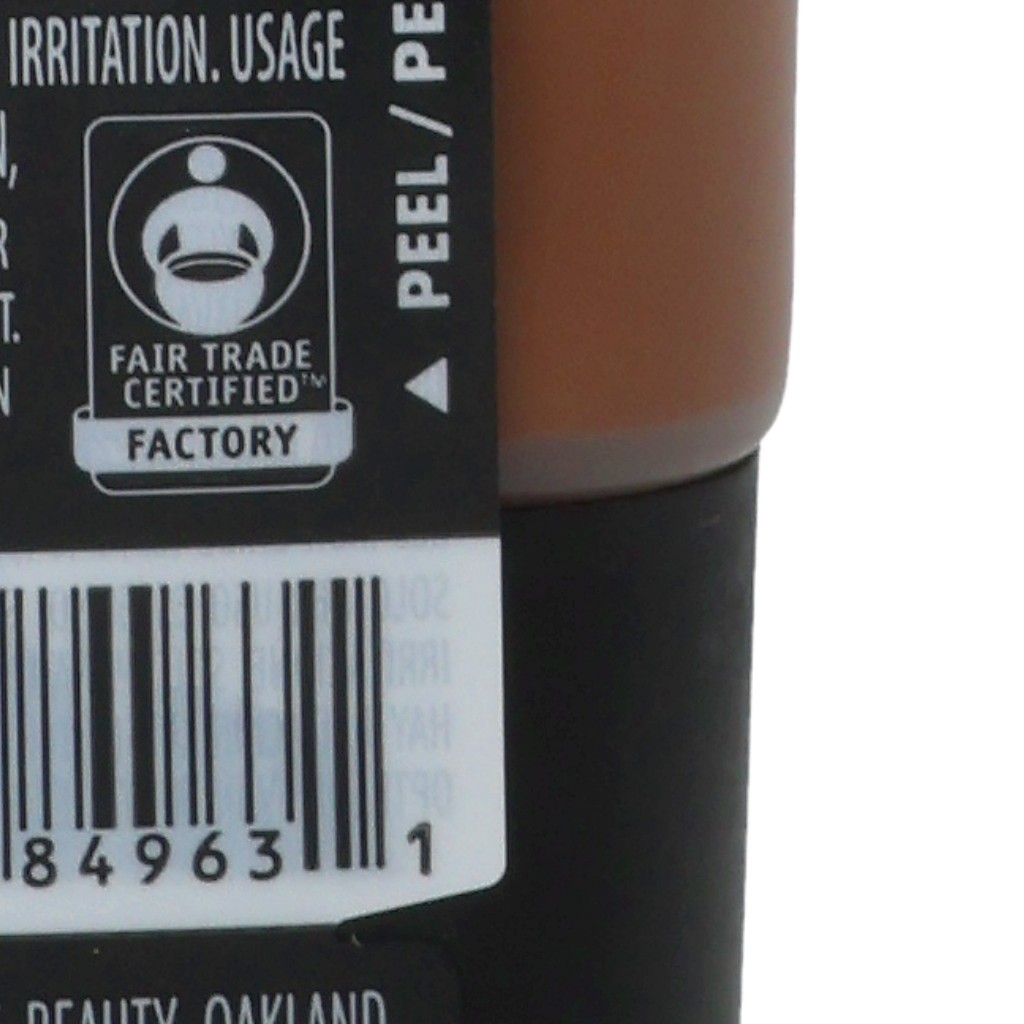 IRRITATION. USAGE
N,
R
T.
N
FAIR TRADE
CERTIFIED™
FACTORY
PEEL / PE
84963 1
BEAUTY, OAKLAND